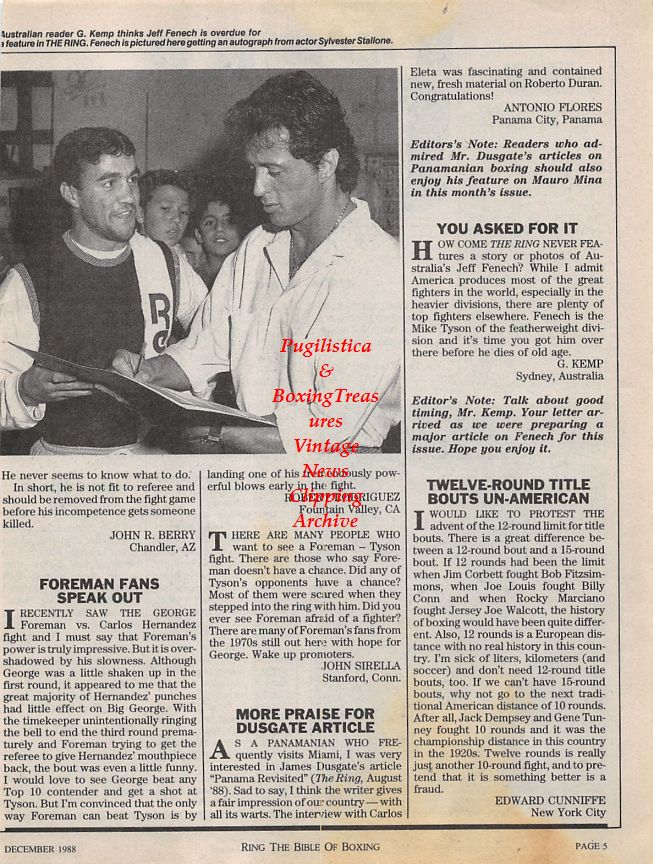 Australian reader G. Kemp thinks Jeff Fenech is overdue for
a feature in THE RING. Fenech is pictured here getting an autograph from actor Sylvester Stallone.
R
Pugilistica
&
BoxingTreas
ures
Vintage
News
Clipping
Archive
He never seems to know what to do.
In short, he is not fit to referee and
should be removed from the fight game
before his incompetence gets someone
killed.
JOHN R. BERRY
Chandler, AZ
FOREMAN FANS
SPEAK OUT
I RECENTLY SAW THE GEORGE
Foreman vs. Carlos Hernandez
fight and I must say that Foreman's
power is truly impressive. But it is over-
shadowed by his slowness. Although
George was a little shaken up in the
first round, it appeared to me that the
great majority of Hernandez' punches
had little effect on Big George. With
the timekeeper unintentionally ringing
the bell to end the third round prema-
turely and Foreman trying to get the
referee to give Hernandez' mouthpiece
back, the bout was even a little funny.
I would love to see George beat any
Top 10 contender and get a shot at
Tyson. But I'm convinced that the only
way Foreman can beat Tyson is by
landing one of his tremendously pow-
erful blows early in the fight.
ROBERT RODRIGUEZ
Fountain Valley, CA
THERE ARE MANY PEOPLE WHO
want to see a Foreman – Tyson
fight. There are those who say Fore-
man doesn't have a chance. Did any of
Tyson's opponents have a chance?
Most of them were scared when they
stepped into the ring with him. Did you
ever see Foreman afraid of a fighter?
There are many of Foreman's fans from
the 1970s still out here with hope for
George. Wake up promoters.
JOHN SIRELLA
Stanford, Conn.
MORE PRAISE FOR
DUSGATE ARTICLE
AS A PANAMANIAN WHO FRE-
quently visits Miami, I was very
interested in James Dusgate's article
"Panama Revisited" (The Ring, August
'88). Sad to say, I think the writer gives
a fair impression of our country — with
all its warts. The interview with Carlos
Eleta was fascinating and contained
new, fresh material on Roberto Duran.
Congratulations!
ANTONIO FLORES
Panama City, Panama
Editors's Note: Readers who ad-
mired Mr. Dusgate's articles on
Panamanian boxing should also
enjoy his feature on Mauro Mina
in this month's issue.
YOU ASKED FOR IT
HOW COME THE RING NEVER FEA-
tures a story or photos of Au-
stralia's Jeff Fenech? While I admit
America produces most of the great
fighters in the world, especially in the
heavier divisions, there are plenty of
top fighters elsewhere. Fenech is the
Mike Tyson of the featherweight divi-
sion and it's time you got him over
there before he dies of old age.
G. KEMP
Sydney, Australia
Editor's Note: Talk about good
timing, Mr. Kemp. Your letter ar-
rived as we were preparing a
major article on Fenech for this
issue. Hope you enjoy it.
TWELVE-ROUND TITLE
BOUTS UN-AMERICAN
I WOULD LIKE TO PROTEST THE
advent of the 12-round limit for title
bouts. There is a great difference be-
tween a 12-round bout and a 15-round
bout. If 12 rounds had been the limit
when Jim Corbett fought Bob Fitzsim-
mons, when Joe Louis fought Billy
Conn and when Rocky Marciano
fought Jersey Joe Walcott, the history
of boxing would have been quite differ-
ent. Also, 12 rounds is a European dis-
tance with no real history in this coun-
try. I'm sick of liters, kilometers (and
soccer) and don't need 12-round title
bouts, too. If we can't have 15-round
bouts, why not go to the next tradi-
tional American distance of 10 rounds.
After all, Jack Dempsey and Gene Tun-
ney fought 10 rounds and it was the
championship distance in this country
in the 1920s. Twelve rounds is really
just another 10-round fight, and to pre-
tend that it is something better is a
fraud.
EDWARD CUNNIFFE
New York City
DECEMBER 1988
RING THE BIBLE OF BOXING
PAGE 5